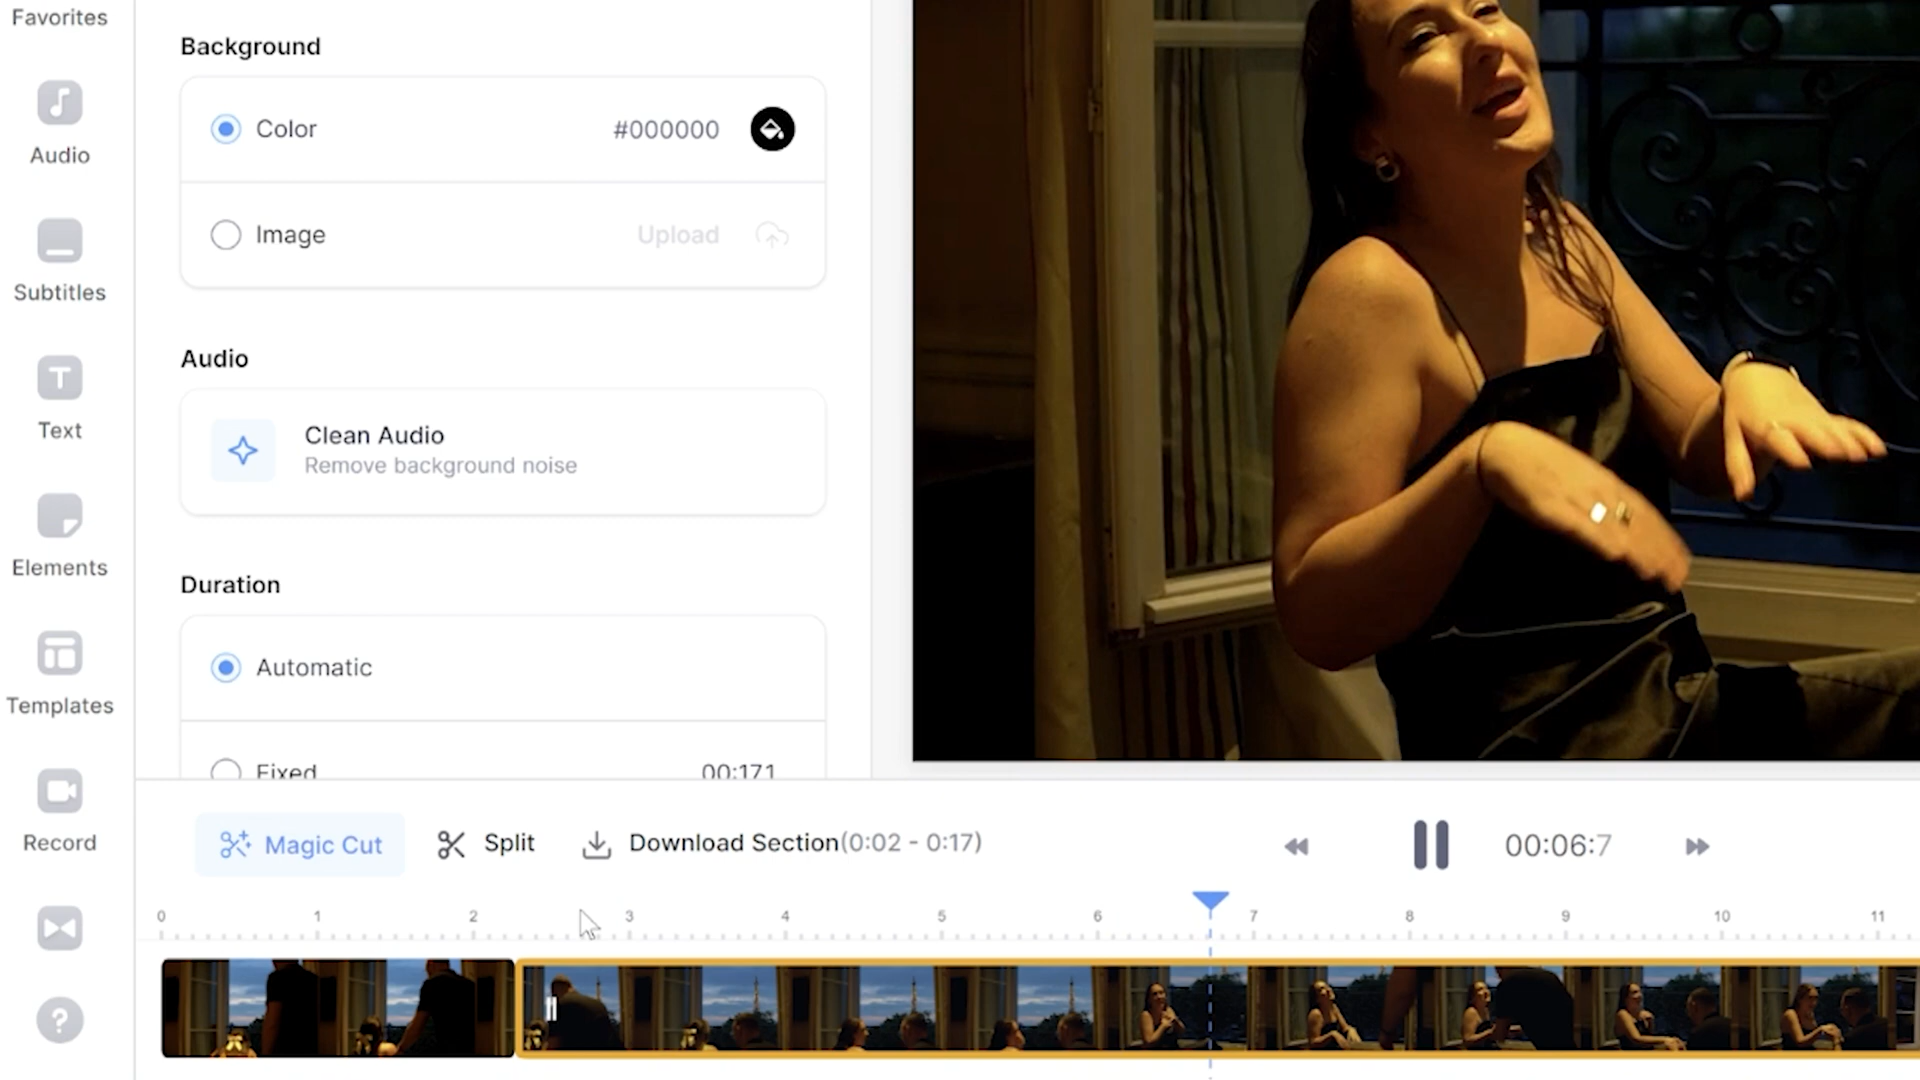 Favorites
Audio
Subtitles
Text
Elements
Templates
Record
Background
Color #000000
Image Upload
Audio
Clean Audio
Remove background noise
Duration
Automatic
Fixed 00:171
Magic Cut Split Download Section(0:02 - 0:17) 00:06:7
0 1 2 3 4 5 6 7 8 9 10 11